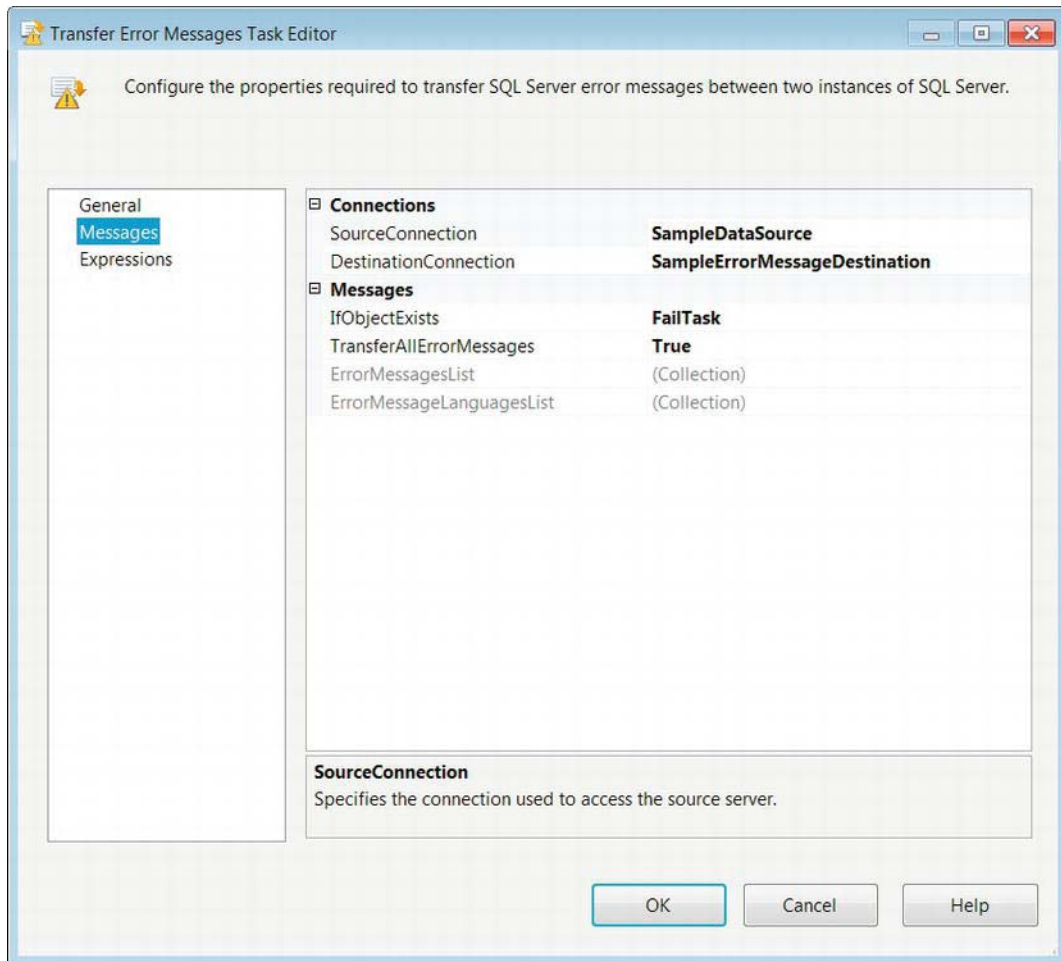 Transfer Error Messages Task Editor
Configure the properties required to transfer SQL Server error messages between two instances of SQL Server.
General
Messages
Expressions
Connections
SourceConnection SampleDataSource
DestinationConnection SampleErrorMessageDestination
Messages
IfObjectExists FailTask
TransferAllErrorMessages True
ErrorMessagesList (Collection)
ErrorMessageLanguagesList (Collection)
SourceConnection
Specifies the connection used to access the source server.
OK Cancel Help